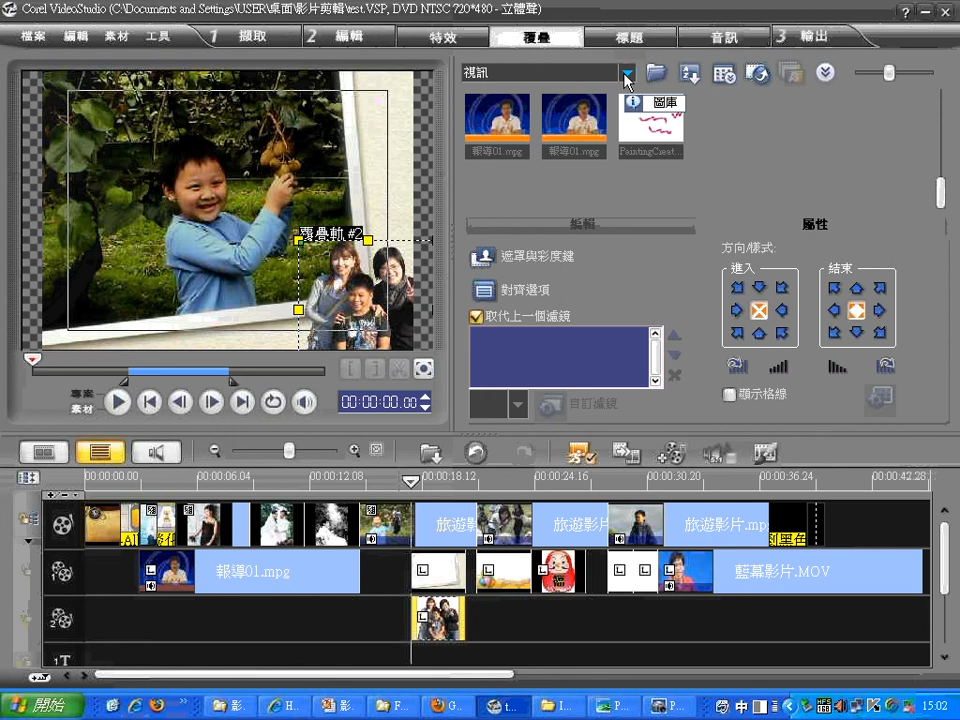 Corel VideoStudio (C:\Documents and Settings\USER\桌面\影片剪輯\test.VSP, DVD NTSC 720*480 - 立體聲)
檔案 編輯 素材 工具 1 擷取 2 編輯 特效 覆疊 標題 音訊 3 輸出
視訊
圖庫
報導01.mpg 報導01.mpg PaintingCreat...
覆疊軌 #2
編輯 屬性
遮罩與彩度鍵
對齊選項
取代上一個濾鏡
自訂濾鏡
方向/樣式:
進入 結束
顯示格線
專案
素材
00:00:00.00
00:00:00.00 00:00:06.04 00:00:12.08 00:00:18.12 00:00:24.16 00:00:30.20 00:00:36.24 00:00:42.28
旅遊影 旅遊影片 旅遊影片.mp 到黑色
報導01.mpg 藍幕影片.MOV
1T
開始 影. H. 影. F... G. t... I... P... P... 中 15:02